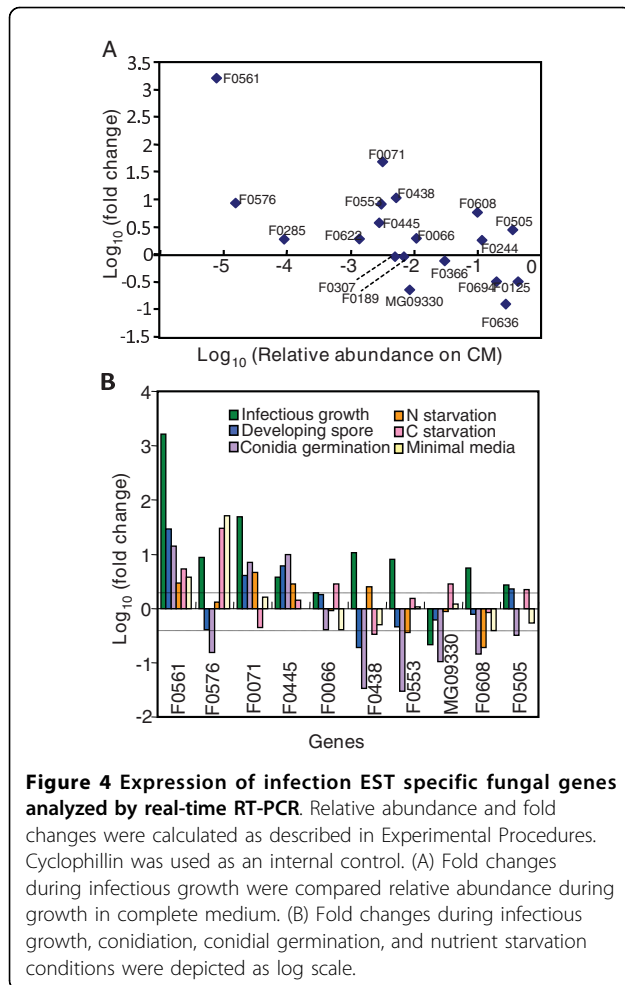 A
Log10 (fold change)
3.5
3
2.5
2
1.5
1
0.5
0
-0.5
-1
-1.5
F0561
F0071
F0576
F0553
F0438
F0608
F0445
F0505
F0285
F0623
F0066
F0244
-5
-4
-3
-2
-1
0
F0307
F0189
F0366
MG09330
F0694
F0125
F0636
Log10 (Relative abundance on CM)
B
Log10 (fold change)
4
3
2
1
0
-1
-2
Infectious growth
Developing spore
Conidia germination
N starvation
C starvation
Minimal media
F0561
F0576
F0071
F0445
F0066
F0438
F0553
MG09330
F0608
F0505
Genes
Figure 4 Expression of infection EST specific fungal genes
analyzed by real-time RT-PCR. Relative abundance and fold
changes were calculated as described in Experimental Procedures.
Cyclophillin was used as an internal control. (A) Fold changes
during infectious growth were compared relative abundance during
growth in complete medium. (B) Fold changes during infectious
growth, conidiation, conidial germination, and nutrient starvation
conditions were depicted as log scale.